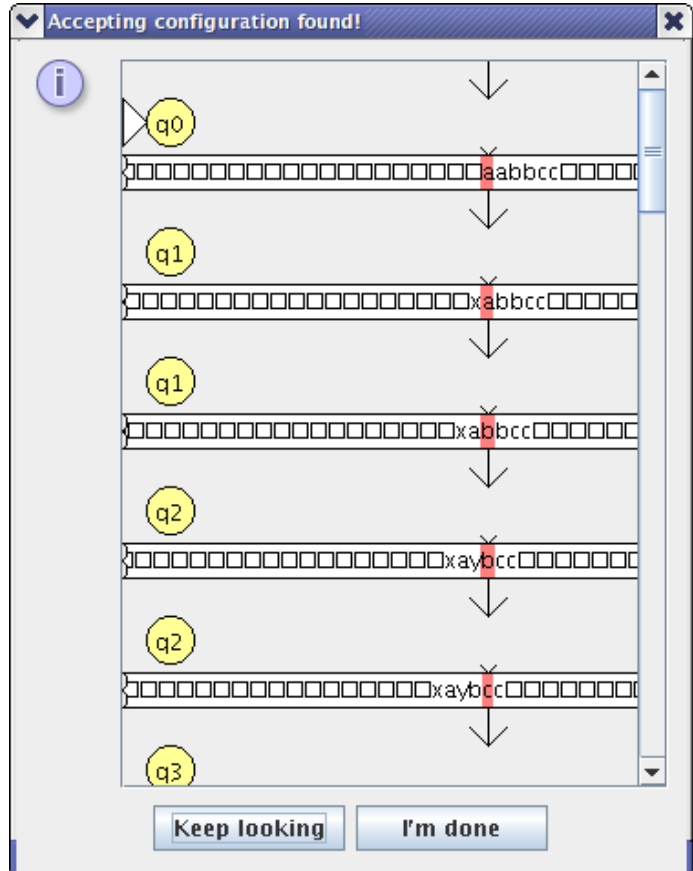 Accepting configuration found!
i
q0
□□□□□□□□□□□□□□□□□□□□aabbcc□□□□□
q1
□□□□□□□□□□□□□□□□□□□xabbcc□□□□□
q1
□□□□□□□□□□□□□□□□□□xabbcc□□□□□□
q2
□□□□□□□□□□□□□□□□□xaybcc□□□□□□□
q2
□□□□□□□□□□□□□□□□□xaybcc□□□□□□□□
q3
Keep looking I'm done